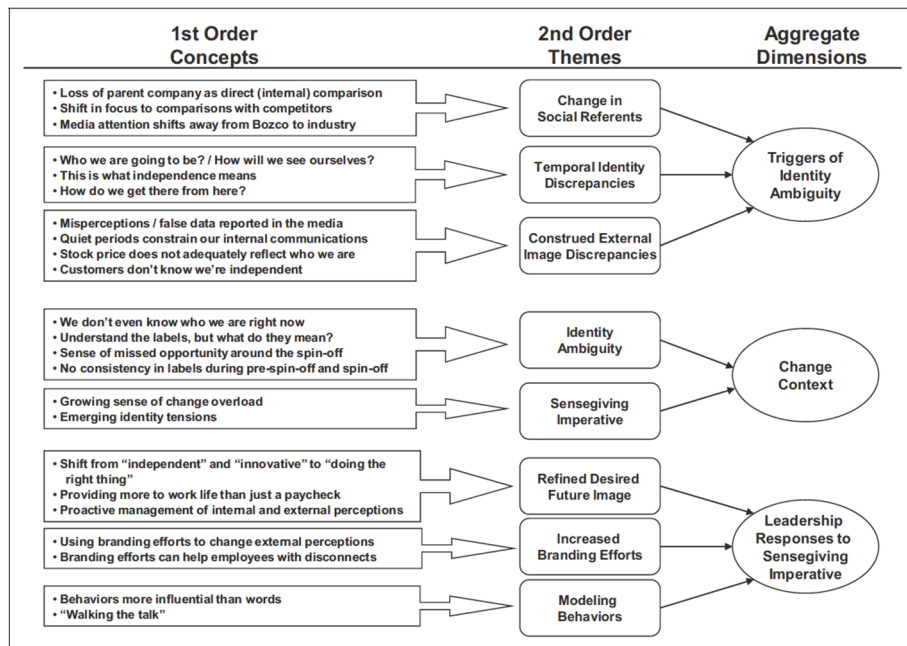 1st Order
Concepts
2nd Order
Themes
Aggregate
Dimensions
• Loss of parent company as direct (internal) comparison
• Shift in focus to comparisons with competitors
• Media attention shifts away from Bozco to industry
Change in
Social Referents
• Who we are going to be? / How will we see ourselves?
• This is what independence means
• How do we get there from here?
Temporal Identity
Discrepancies
Triggers of
Identity
Ambiguity
• Misperceptions / false data reported in the media
• Quiet periods constrain our internal communications
• Stock price does not adequately reflect who we are
• Customers don’t know we’re independent
Construed External
Image Discrepancies
• We don’t even know who we are right now
• Understand the labels, but what do they mean?
• Sense of missed opportunity around the spin-off
• No consistency in labels during pre-spin-off and spin-off
Identity
Ambiguity
Change
Context
• Growing sense of change overload
• Emerging identity tensions
Sensegiving
Imperative
• Shift from “independent” and “innovative” to “doing the
right thing”
• Providing more to work life than just a paycheck
• Proactive management of internal and external perceptions
Refined Desired
Future Image
• Using branding efforts to change external perceptions
• Branding efforts can help employees with disconnects
Increased
Branding Efforts
Leadership
Responses to
Sensegiving
Imperative
• Behaviors more influential than words
• “Walking the talk”
Modeling
Behaviors